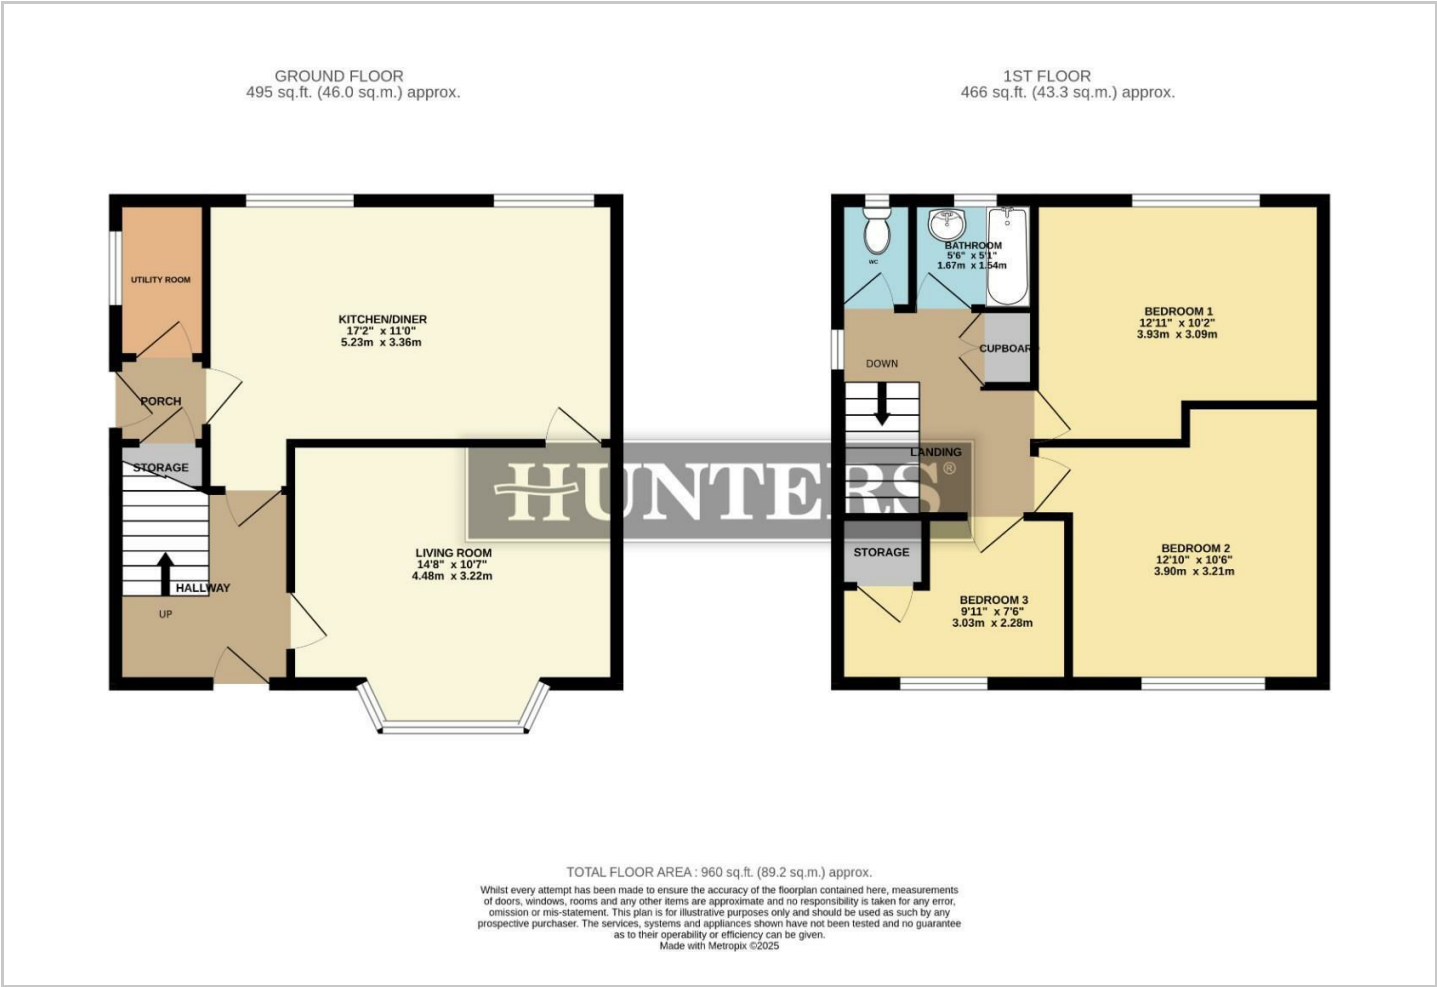 GROUND FLOOR
495 sq.ft. (46.0 sq.m.) approx.
1ST FLOOR
466 sq.ft. (43.3 sq.m.) approx.
UTILITY ROOM
KITCHEN/DINER
17'2" x 11'0"
5.23m x 3.36m
PORCH
STORAGE
LIVING ROOM
14'8" x 10'7"
4.48m x 3.22m
HALLWAY
UP
HUNTERS®
WC
BATHROOM
5'6" x 5'1"
1.67m x 1.54m
BEDROOM 1
12'11" x 10'2"
3.93m x 3.09m
CUPBOARD
DOWN
LANDING
STORAGE
BEDROOM 2
12'10" x 10'6"
3.90m x 3.21m
BEDROOM 3
9'11" x 7'6"
3.03m x 2.28m
TOTAL FLOOR AREA : 960 sq.ft. (89.2 sq.m.) approx.
Whilst every attempt has been made to ensure the accuracy of the floorplan contained here, measurements
of doors, windows, rooms and any other items are approximate and no responsibility is taken for any error,
omission or mis-statement. This plan is for illustrative purposes only and should be used as such by any
prospective purchaser. The services, systems and appliances shown have not been tested and no guarantee
as to their operability or efficiency can be given.
Made with Metropix ©2025